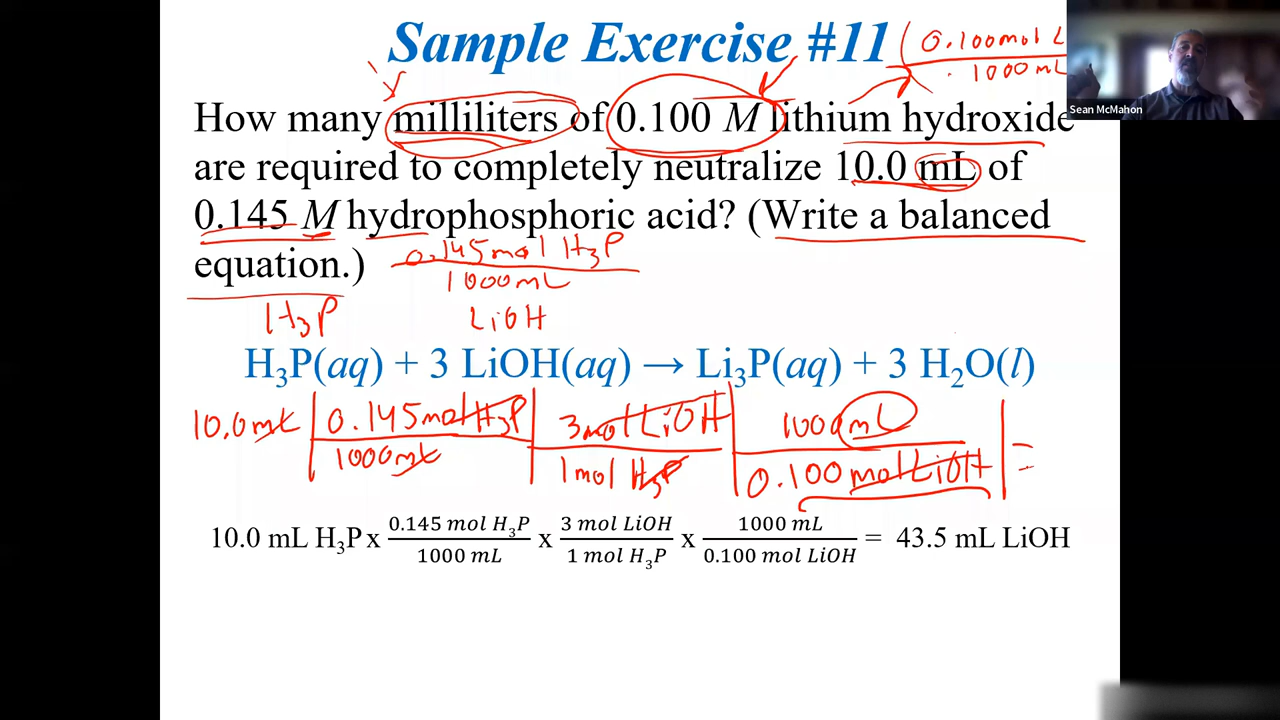 Sample Exercise #11
0.100 mol L
1000 mL
Sean McMahon
How many milliliters of 0.100 M lithium hydroxide
are required to completely neutralize 10.0 mL of
0.145 M hydrophosphoric acid? (Write a balanced
equation.)
0.145 mol H₃P
1000 mL
H₃P LiOH
H₃P(aq) + 3 LiOH(aq) → Li₃P(aq) + 3 H₂O(l)
10.0 mL | 0.145 mol H₃P | 3 mol LiOH | 1000 mL | =
1000 mL | 1 mol H₃P | 0.100 mol LiOH
10.0 mL H₃P x 0.145 mol H₃P / 1000 mL x 3 mol LiOH / 1 mol H₃P x 1000 mL / 0.100 mol LiOH = 43.5 mL LiOH